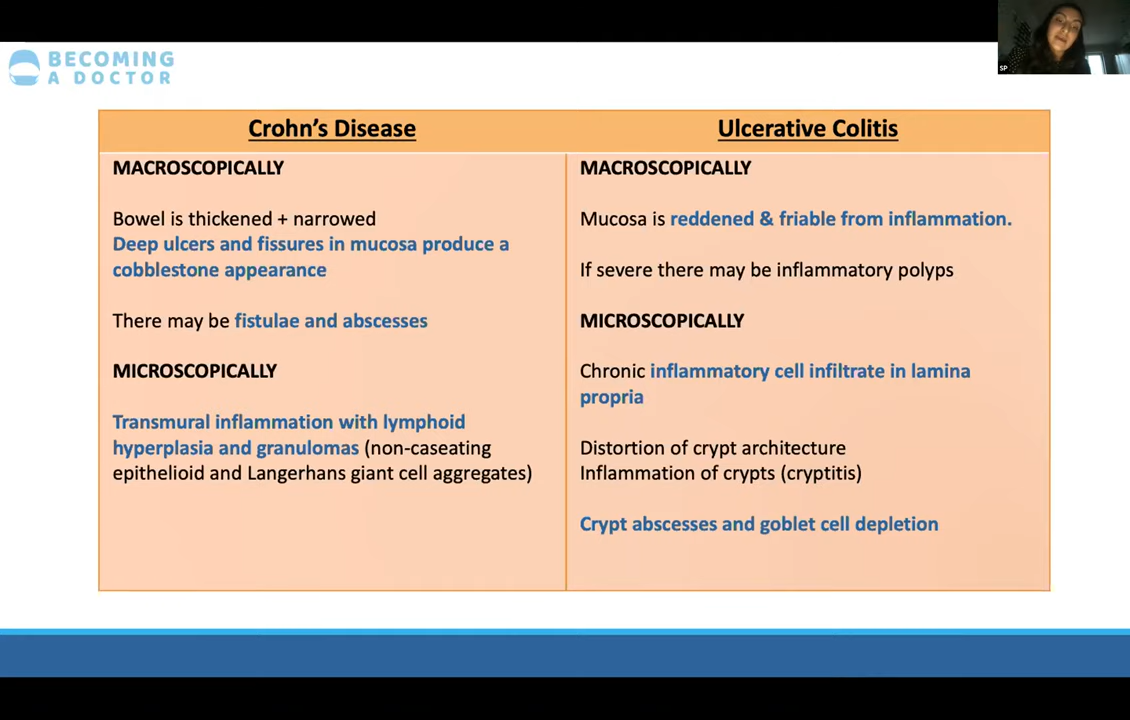 BECOMING
A DOCTOR
SP
Crohn's Disease
MACROSCOPICALLY
Bowel is thickened + narrowed
Deep ulcers and fissures in mucosa produce a
cobblestone appearance
There may be fistulae and abscesses
MICROSCOPICALLY
Transmural inflammation with lymphoid
hyperplasia and granulomas (non-caseating
epithelioid and Langerhans giant cell aggregates)
Ulcerative Colitis
MACROSCOPICALLY
Mucosa is reddened & friable from inflammation.
If severe there may be inflammatory polyps
MICROSCOPICALLY
Chronic inflammatory cell infiltrate in lamina
propria
Distortion of crypt architecture
Inflammation of crypts (cryptitis)
Crypt abscesses and goblet cell depletion